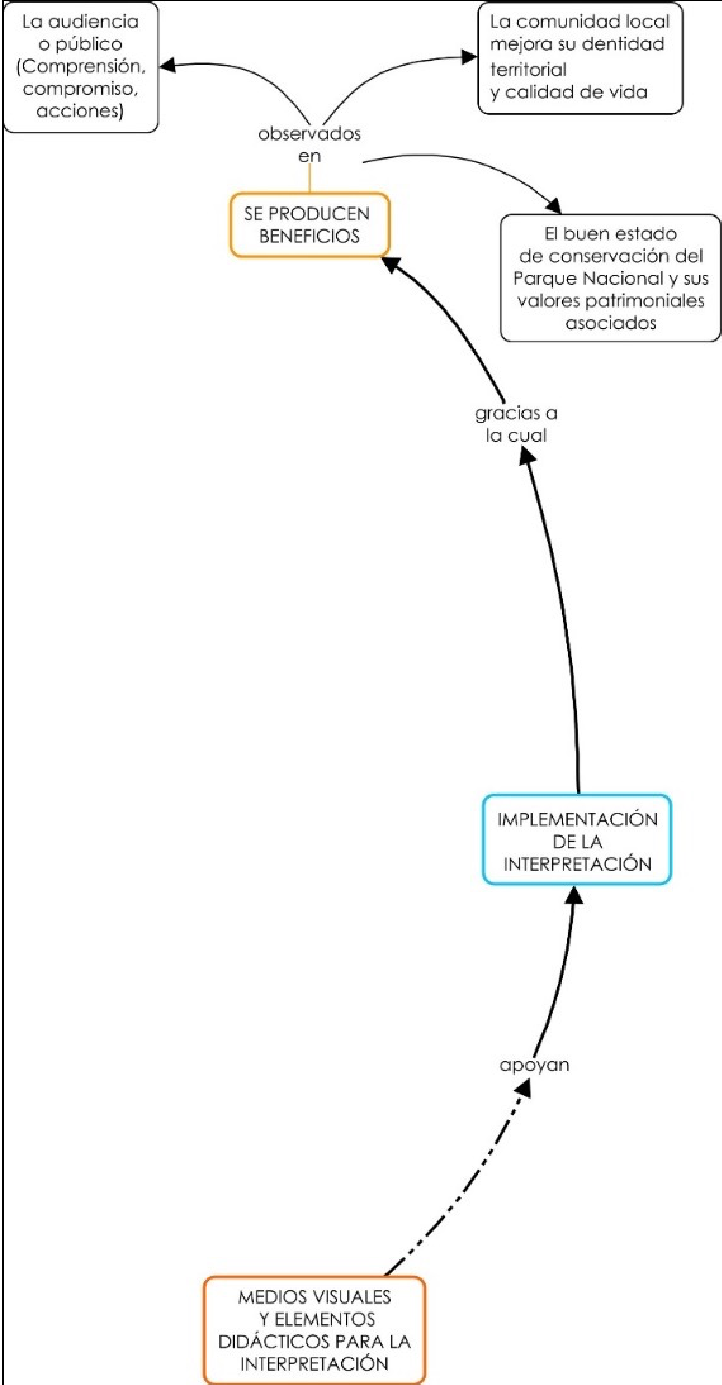 La audiencia
o público
(Comprensión,
compromiso,
acciones)
La comunidad local
mejora su dentidad
territorial
y calidad de vida
observados
en
SE PRODUCEN
BENEFICIOS
El buen estado
de conservación del
Parque Nacional y sus
valores patrimoniales
asociados
gracias a
la cual
IMPLEMENTACIÓN
DE LA
INTERPRETACIÓN
apoyan
MEDIOS VISUALES
Y ELEMENTOS
DIDÁCTICOS PARA LA
INTERPRETACIÓN